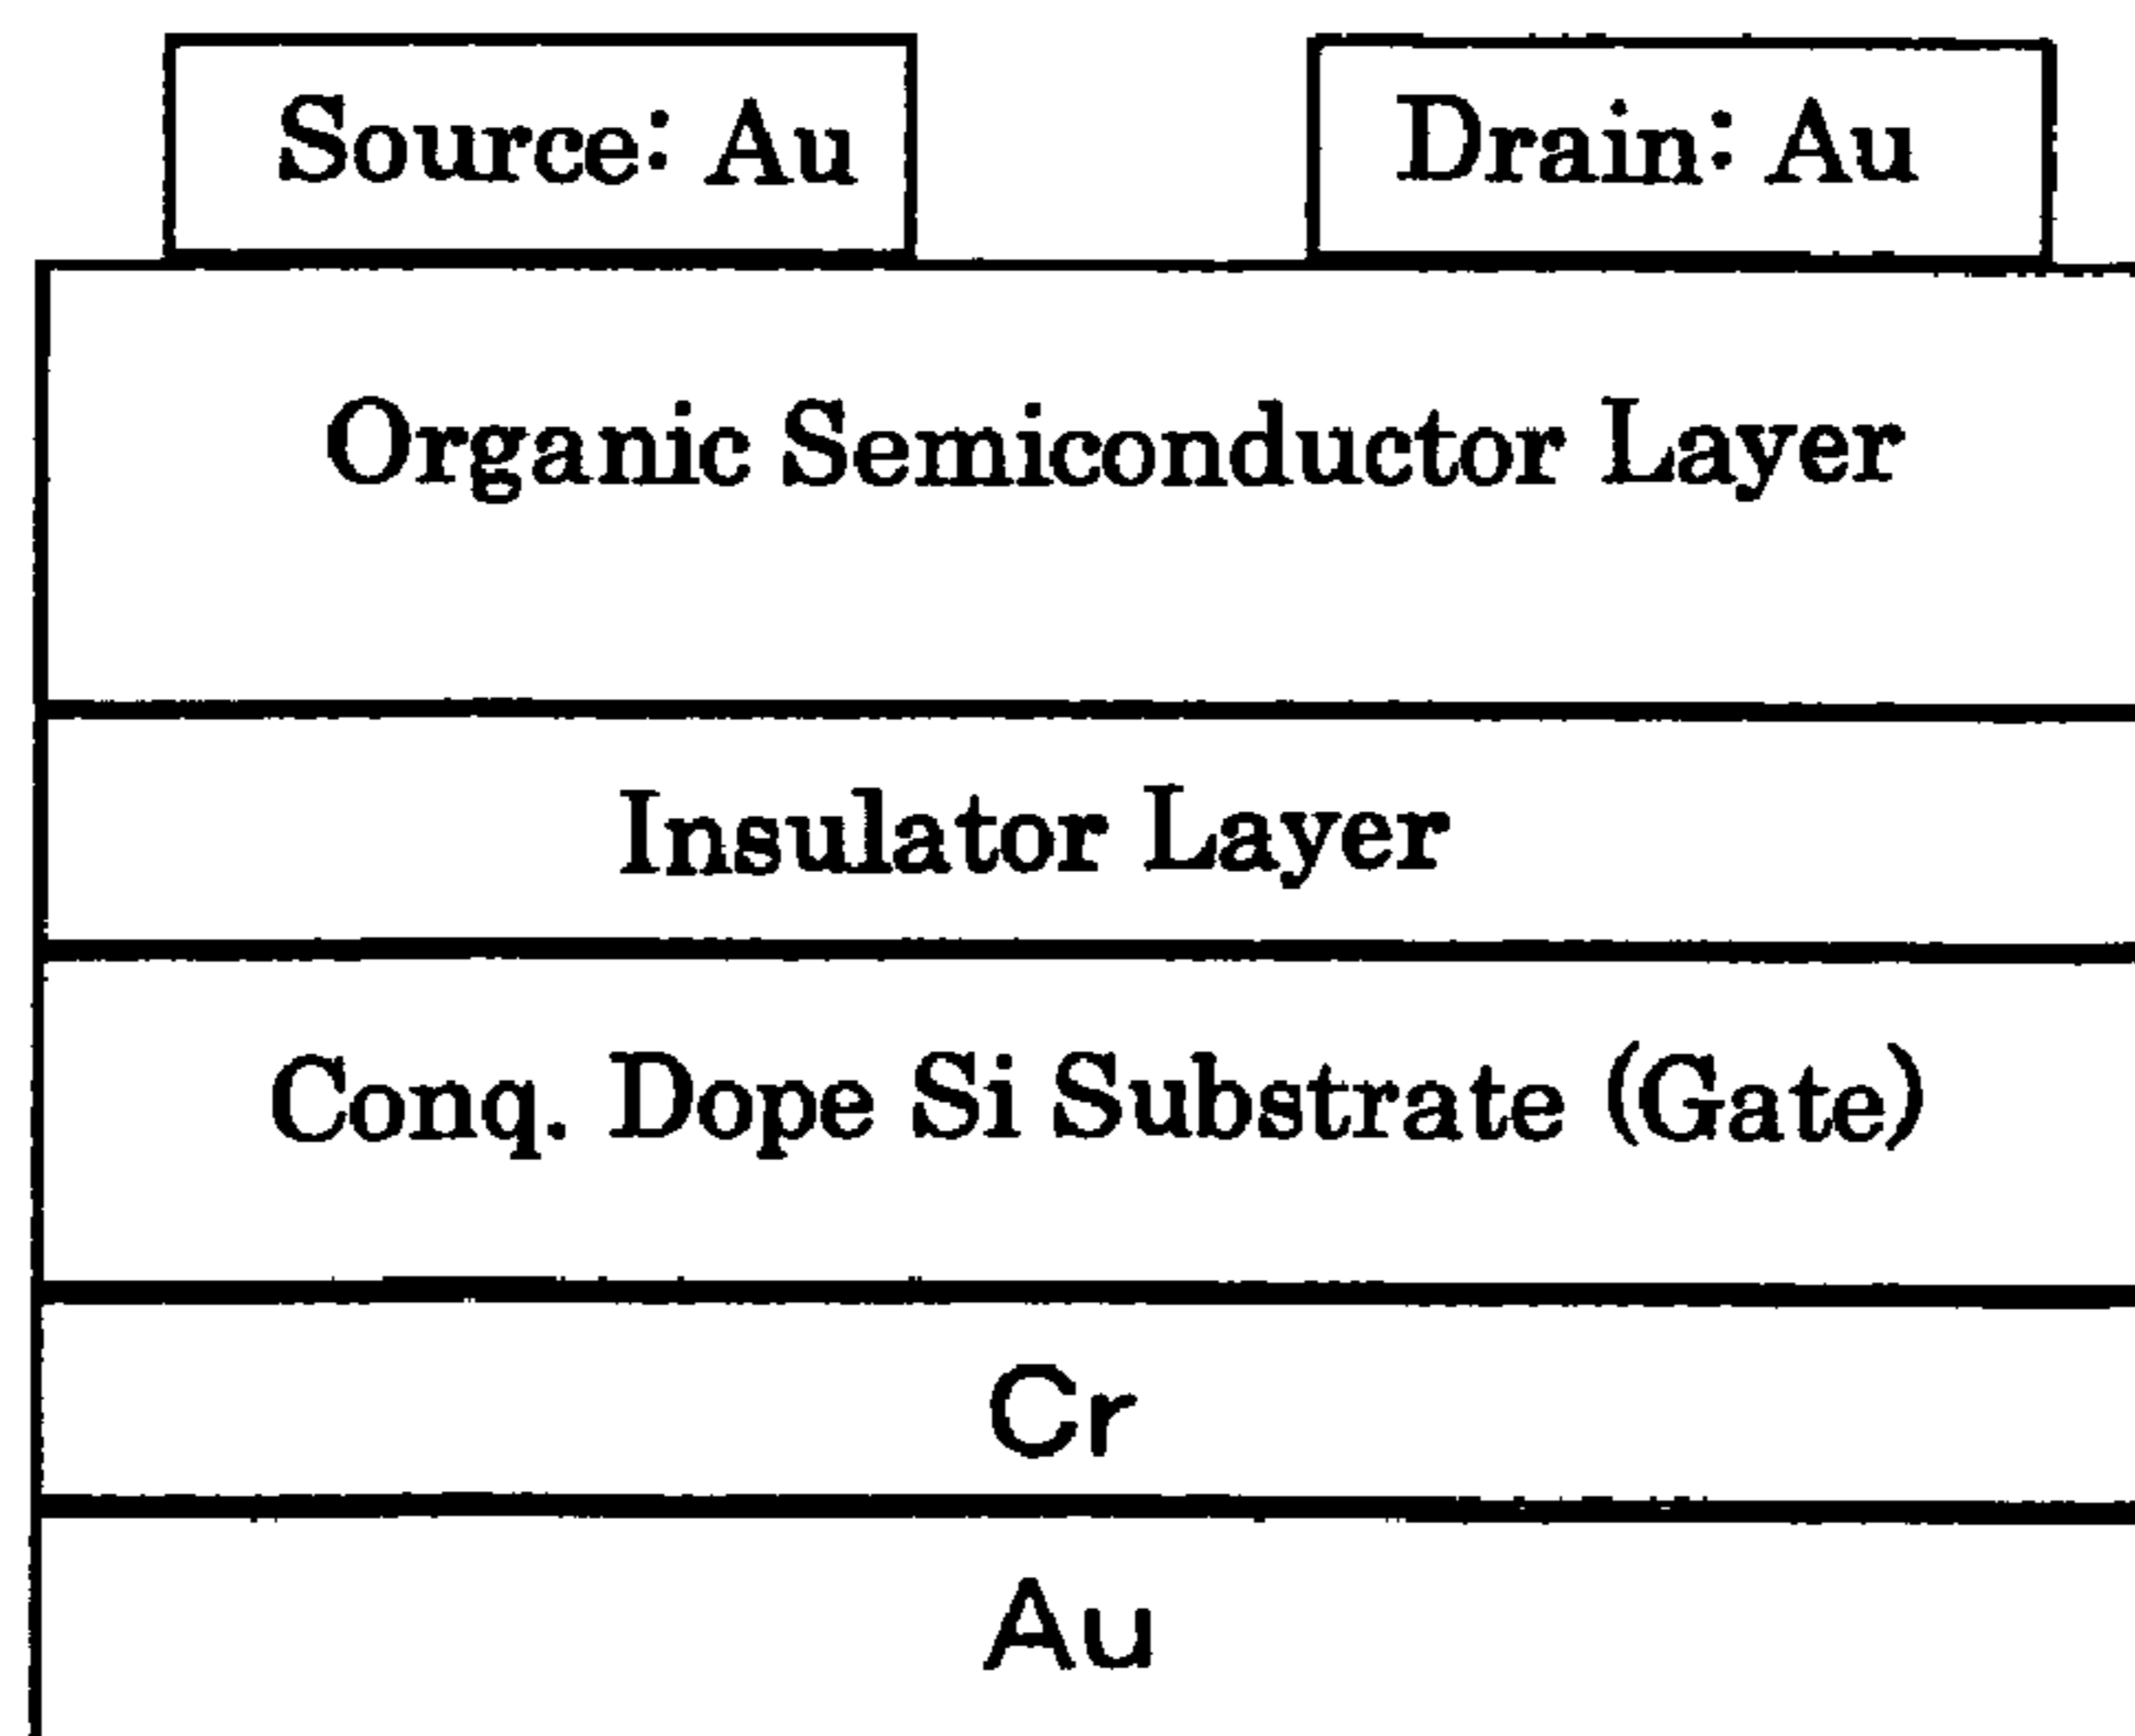 Source: Au
Drain: Au
Organic Semiconductor Layer
Insulator Layer
Conq. Dope Si Substrate (Gate)
Cr
Au